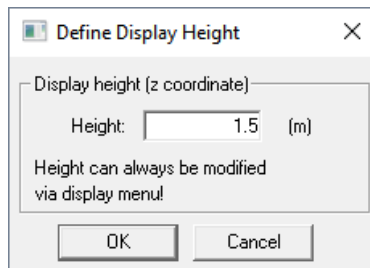 Define Display Height
Display height (z coordinate)
Height: 1.5 (m)
Height can always be modified
via display menu!
OK Cancel